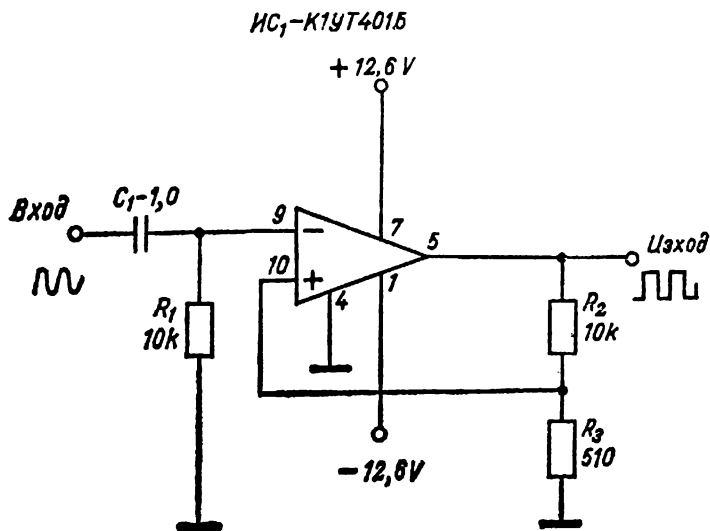 ИС₁-К1УТ401Б
+ 12,6 V
Вход
C₁-1,0
9
7
5
Изход
10
1
4
−
+
R₁
10k
R₂
10k
R₃
510
− 12,6V